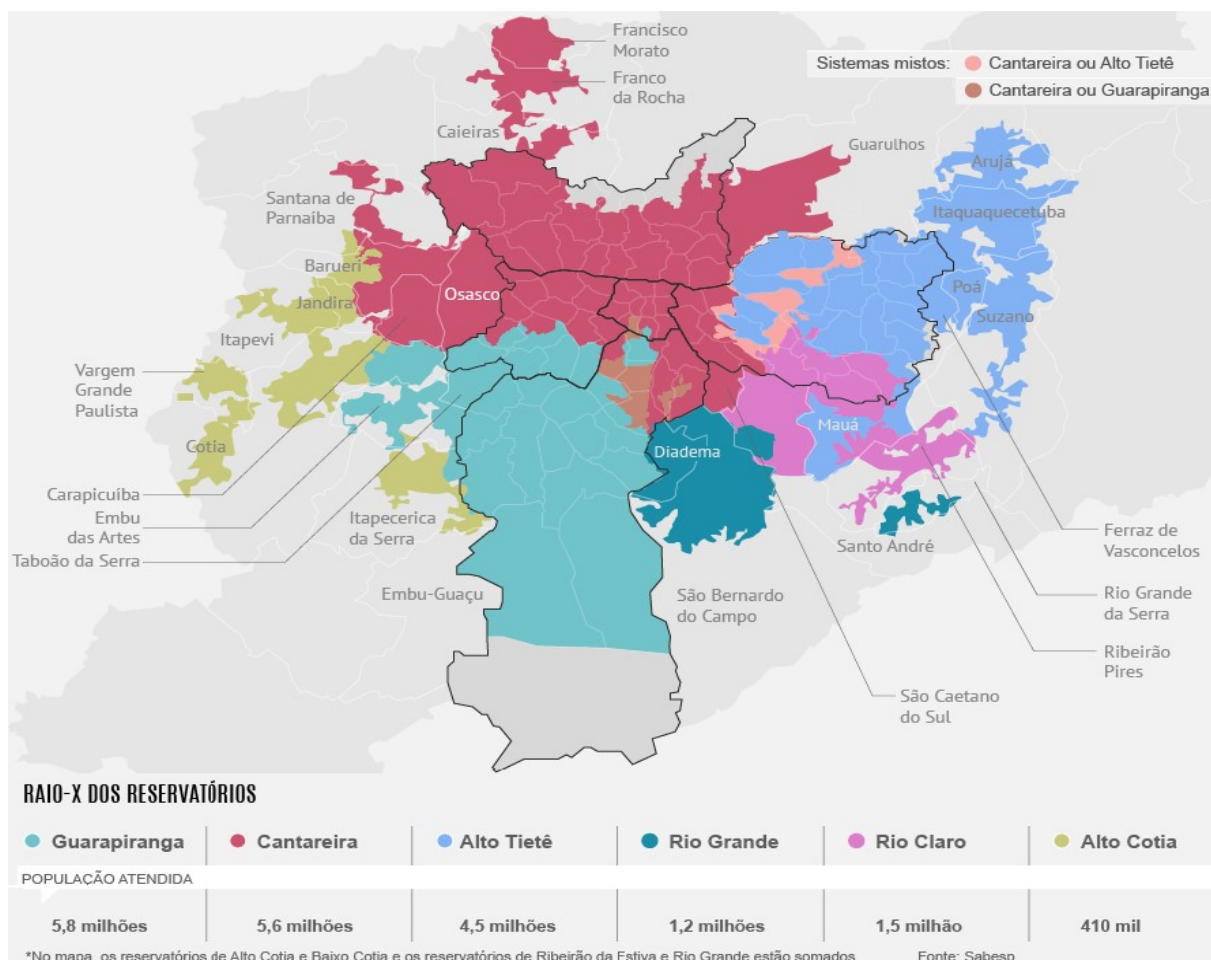 Francisco
Morato
Franco
da Rocha
Caieiras
Sistemas mistos:
Cantareira ou Alto Tietê
Cantareira ou Guarapiranga
Guarulhos
Arujá
Itaquaquecetuba
Santana de
Parnaíba
Barueri
Jandira
Osasco
Poá
Suzano
Itapevi
Vargem
Grande
Paulista
Cotia
Mauá
Diadema
Carapicuíba
Embu
das Artes
Taboão da Serra
Itapecerica
da Serra
Embu-Guaçu
São Bernardo
do Campo
Santo André
Ferraz de
Vasconcelos
Rio Grande
da Serra
Ribeirão
Pires
São Caetano
do Sul
RAIO-X DOS RESERVATÓRIOS
Guarapiranga
Cantareira
Alto Tietê
Rio Grande
Rio Claro
Alto Cotia
POPULAÇÃO ATENDIDA
5,8 milhões
5,6 milhões
4,5 milhões
1,2 milhões
1,5 milhão
410 mil
*No mapa, os reservatórios de Alto Cotia e Baixo Cotia e os reservatórios de Ribeirão da Estiva e Rio Grande estão somados
Fonte: Sabesp